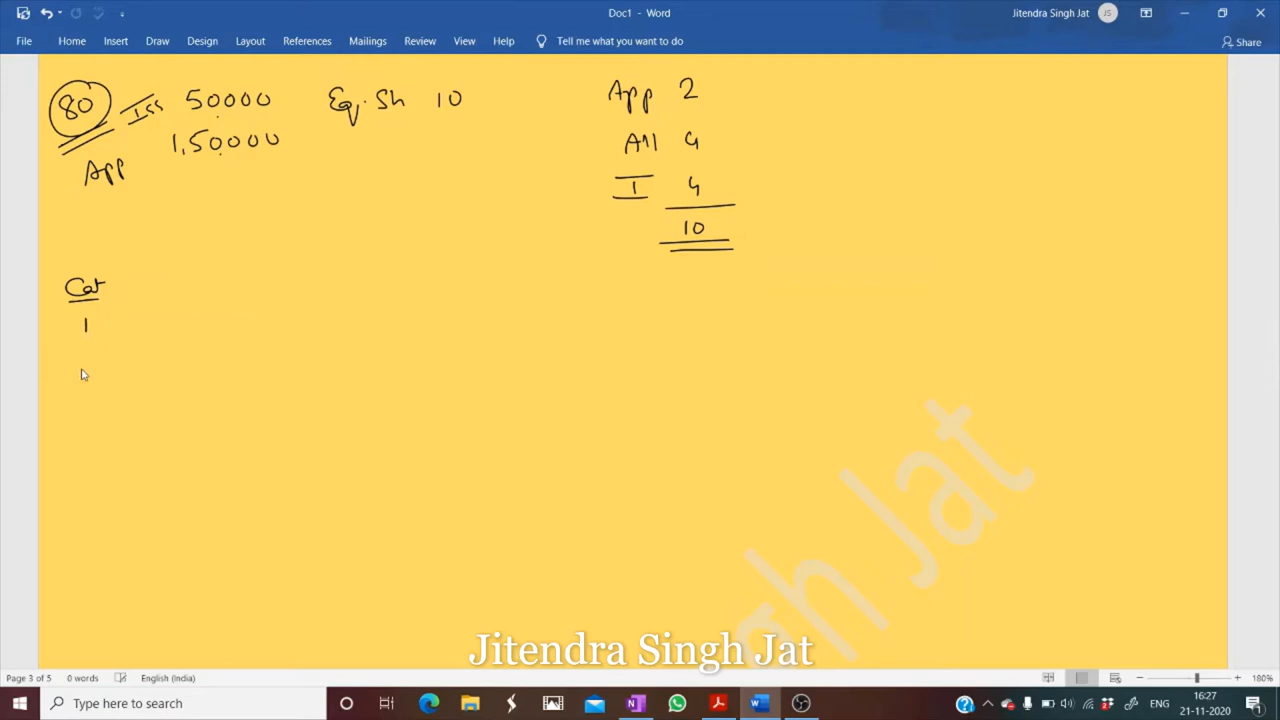 Doc1 - Word
Jitendra Singh Jat
JS
File Home Insert Draw Design Layout References Mailings Review View Help Tell me what you want to do
Share
80 Iss 50000 Eq. Sh 10
1,50000
App
App 2
All 4
I 4
10
Cat
1
gh Jat
Jitendra Singh Jat
Page 3 of 5 0 words English (India)
180%
Type here to search
ENG
16:27
21-11-2020